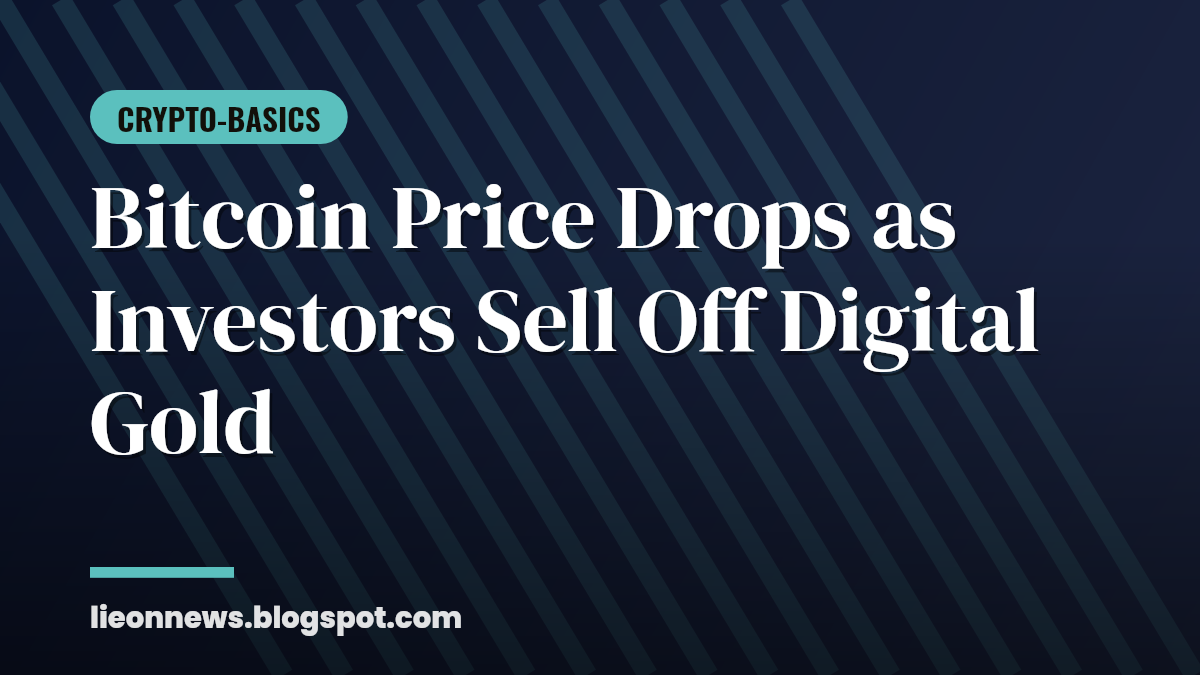 CRYPTO-BASICS
Bitcoin Price Drops as
Investors Sell Off Digital
Gold
lieonnews.blogspot.com